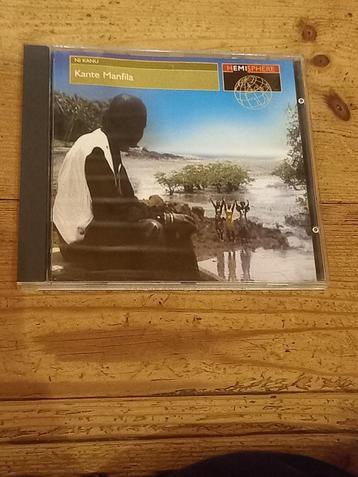 NI KANU
Kante Manfila
HEMISPHERE